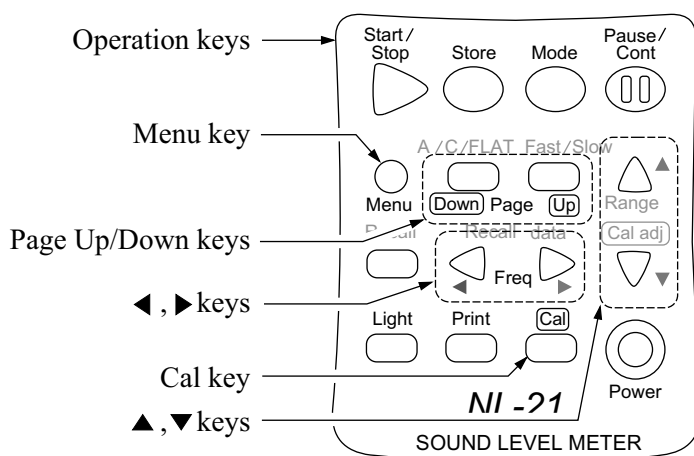 Operation keys
Start/
Stop
Store
Mode
Pause/
Cont
Menu key
A/C/FLAT Fast/Slow
Menu
Down Page Up
Range
Page Up/Down keys
Recall
Recall data
Cal adj
◀ , ▶ keys
◀ Freq ▶
Light
Print
Cal
Cal key
▲ , ▼ keys
NL-21
Power
SOUND LEVEL METER